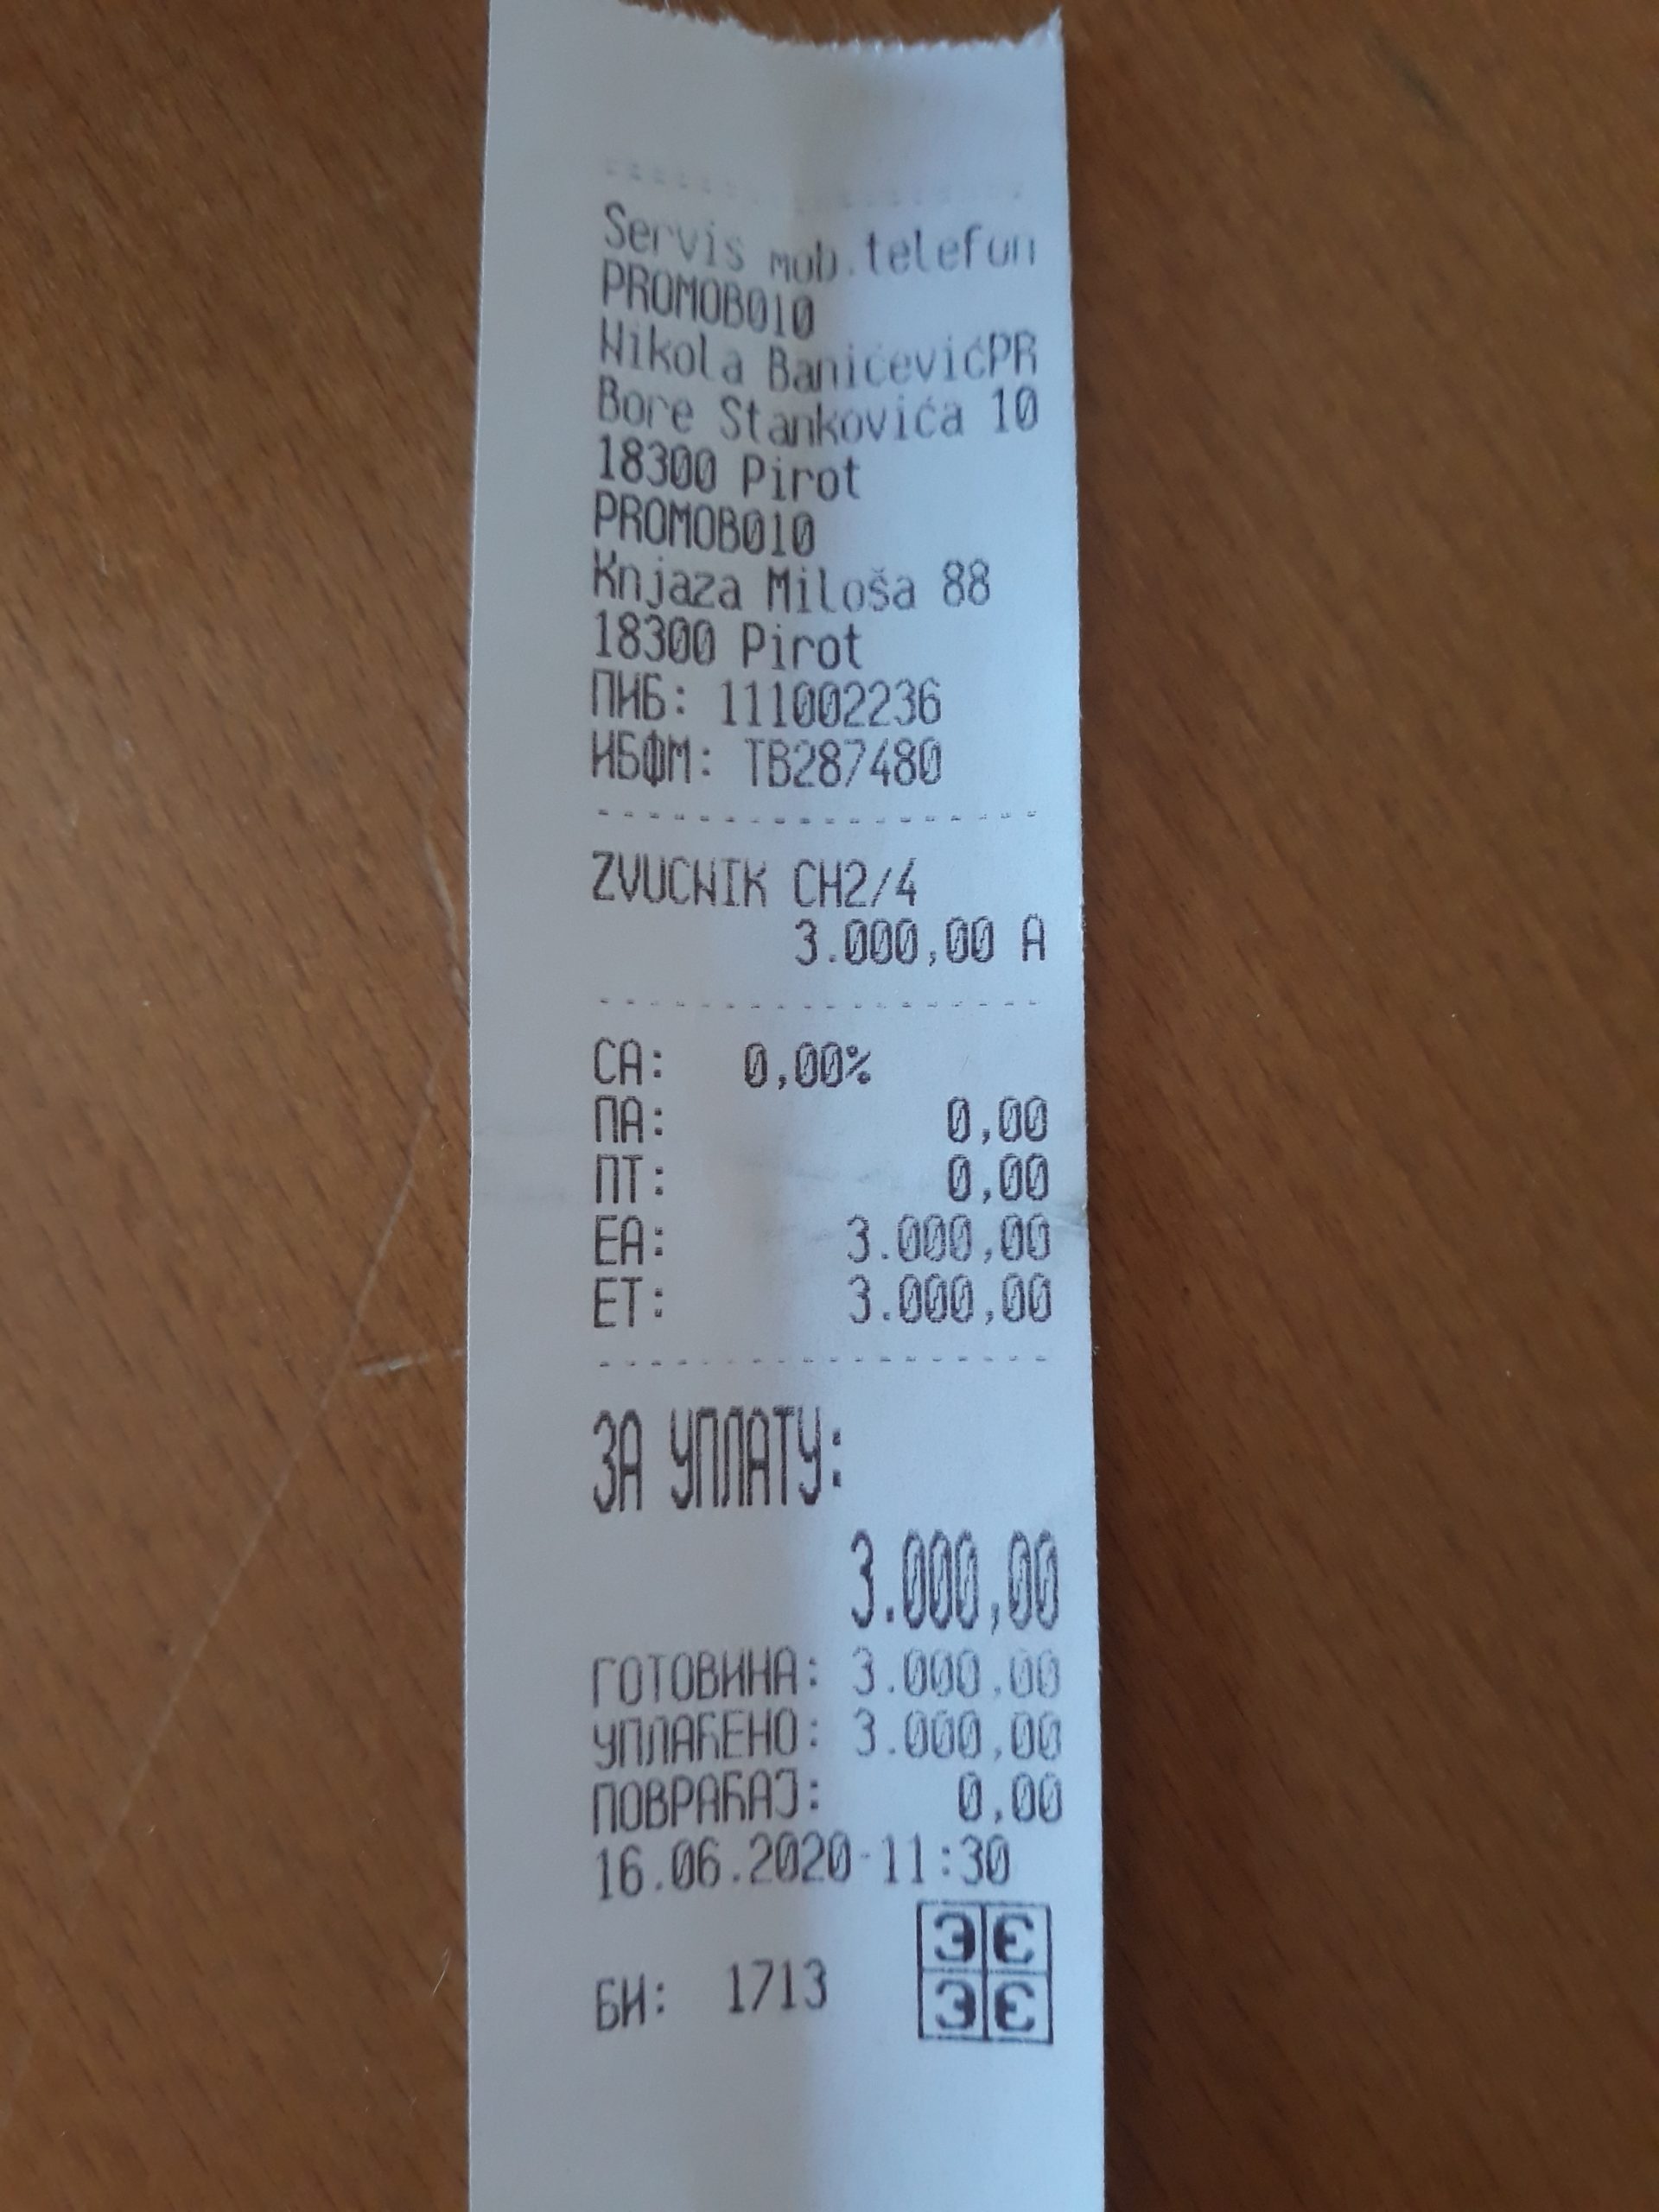 Servis mob.telefon
PROMOB010
Nikola BanićevićPR
Bore Stankovića 10
18300 Pirot
PROMOB010
Knjaza Miloša 88
18300 Pirot
ПИБ: 111002236
ИБФМ: TB287480
ZVUCNIK CH2/4
3.000,00 A
СА: 0,00%
ПА: 0,00
ПТ: 0,00
ЕА: 3.000,00
ЕТ: 3.000,00
ЗА УПЛАТУ:
3.000,00
ГОТОВИНА: 3.000,00
УПЛАЋЕНО: 3.000,00
ПОВРАЋАЈ: 0,00
16.06.2020-11:30
БИ: 1713